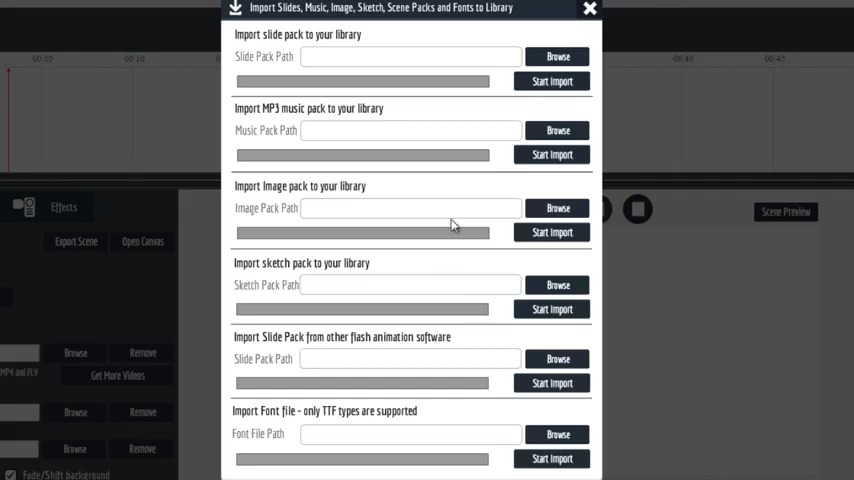 Import Slides, Music, Image, Sketch, Scene Packs and Fonts to Library
Import slide pack to your library
Slide Pack Path
Browse
Start Import
00:05
00:10
00:40
00:45
Import MP3 music pack to your library
Music Pack Path
Browse
Start Import
Import Image pack to your library
Image Pack Path
Browse
Start Import
Effects
Scene Preview
Export Scene
Open Canvas
Import sketch pack to your library
Sketch Pack Path
Browse
Start Import
Import Slide Pack from other flash animation software
Slide Pack Path
Browse
Start Import
Browse
Remove
MP4 and FLV
Get More Videos
Import Font file - only TTF types are supported
Font File Path
Browse
Start Import
Browse
Remove
Browse
Remove
Fade/Shift background